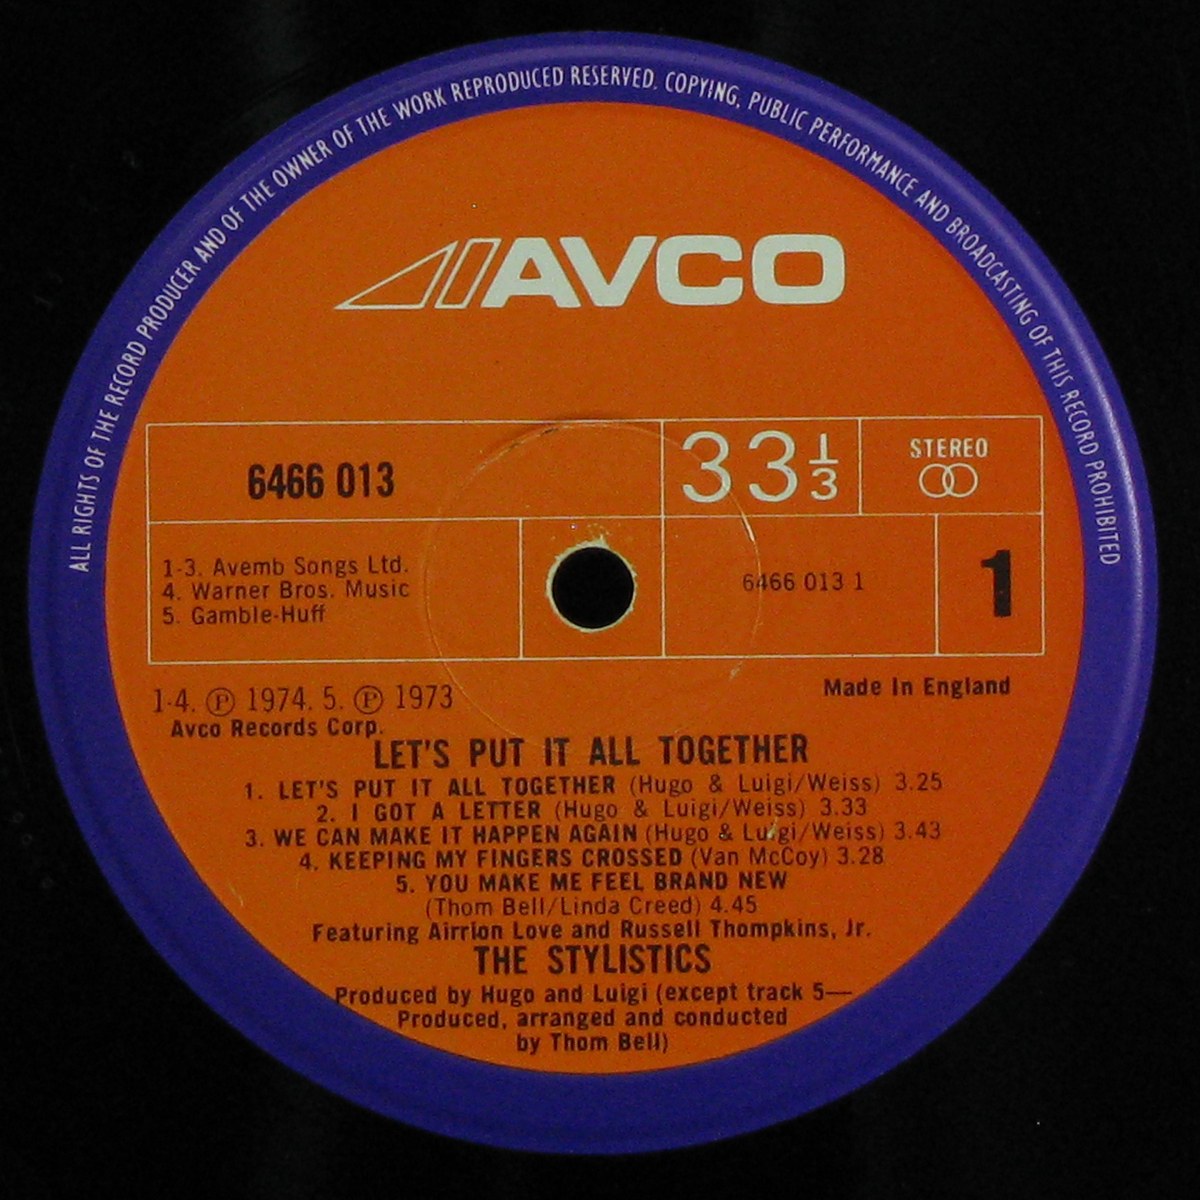 ALL RIGHTS OF THE RECORD PRODUCER AND OF THE OWNER OF THE WORK REPRODUCED RESERVED. COPYING, PUBLIC PERFORMANCE AND BROADCASTING OF THIS RECORD PROHIBITED
AVCO
6466 013
33 1/3
STEREO
1-3. Avemb Songs Ltd.
4. Warner Bros. Music
5. Gamble-Huff
6466 013 1
1
1-4. ℗ 1974. 5. ℗ 1973
Avco Records Corp.
Made In England
LET'S PUT IT ALL TOGETHER
1. LET'S PUT IT ALL TOGETHER (Hugo & Luigi/Weiss) 3.25
2. I GOT A LETTER (Hugo & Luigi/Weiss) 3.33
3. WE CAN MAKE IT HAPPEN AGAIN (Hugo & Luigi/Weiss) 3.43
4. KEEPING MY FINGERS CROSSED (Van McCoy) 3.28
5. YOU MAKE ME FEEL BRAND NEW
(Thom Bell/Linda Creed) 4.45
Featuring Airrion Love and Russell Thompkins, Jr.
THE STYLISTICS
Produced by Hugo and Luigi (except track 5—
Produced, arranged and conducted
by Thom Bell)